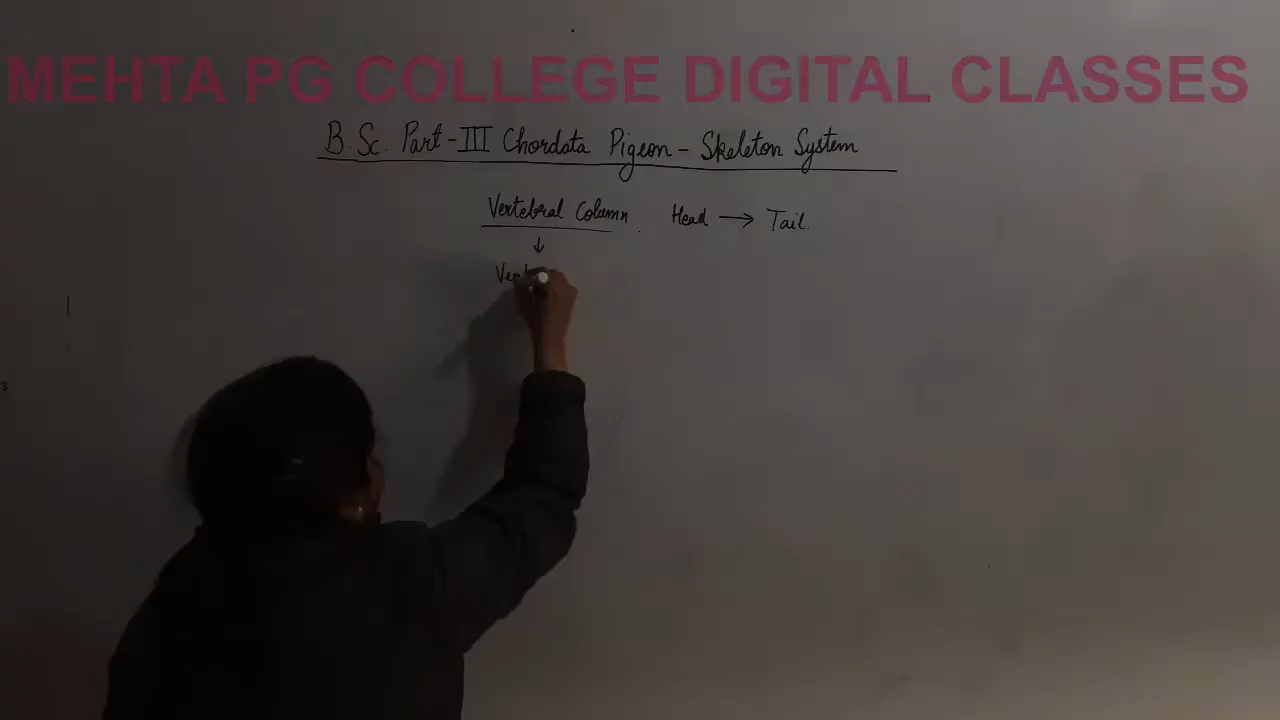 MEHTA PG COLLEGE DIGITAL CLASSES
B.Sc. Part-III Chordata Pigeon - Skeleton System
Vertebral Column Head → Tail.
↓